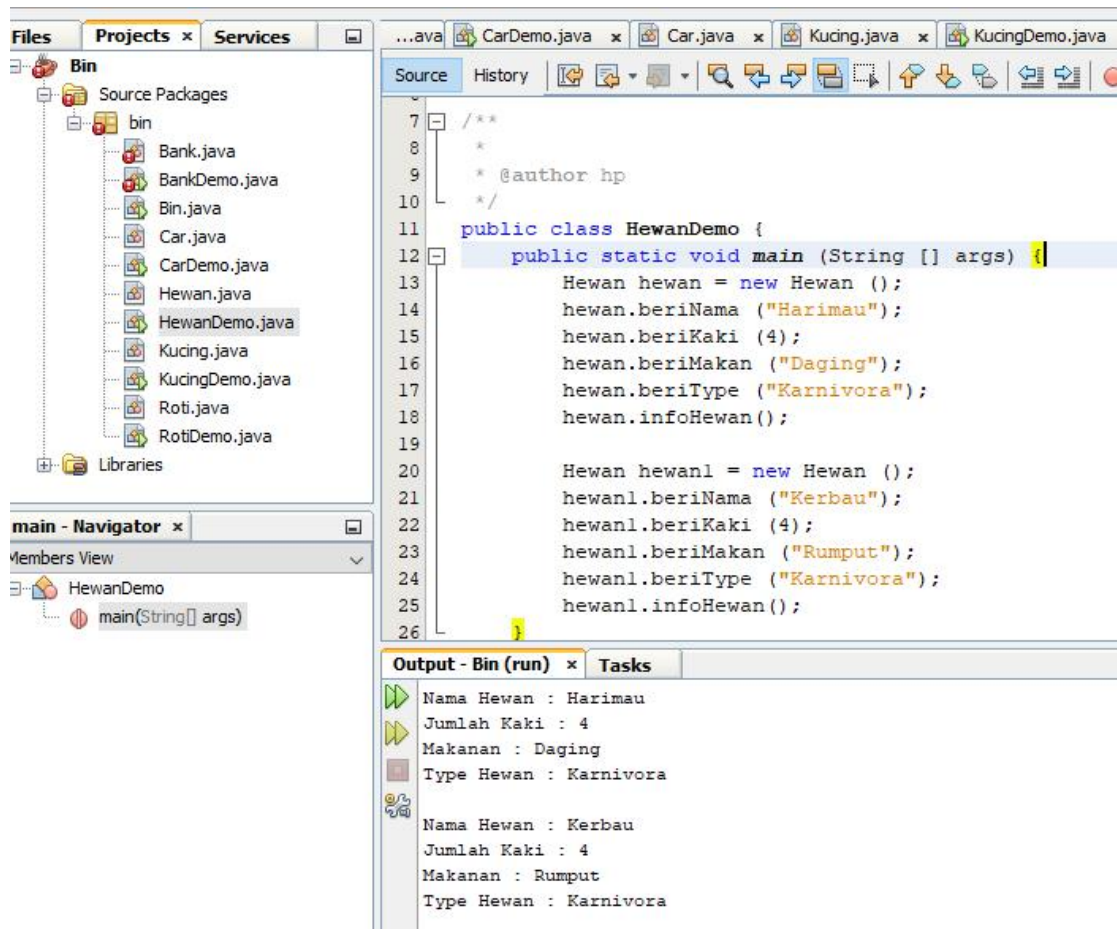 Files Projects × Services
Bin
Source Packages
bin
Bank.java
BankDemo.java
Bin.java
Car.java
CarDemo.java
Hewan.java
HewanDemo.java
Kucing.java
KucingDemo.java
Roti.java
RotiDemo.java
Libraries
main - Navigator ×
Members View
HewanDemo
main(String[] args)
...ava CarDemo.java × Car.java × Kucing.java × KucingDemo.java
Source History
7 /**
8 *
9 * @author hp
10 */
11 public class HewanDemo {
12 public static void main (String [] args) {
13 Hewan hewan = new Hewan ();
14 hewan.beriNama ("Harimau");
15 hewan.beriKaki (4);
16 hewan.beriMakan ("Daging");
17 hewan.beriType ("Karnivora");
18 hewan.infoHewan();
19
20 Hewan hewan1 = new Hewan ();
21 hewan1.beriNama ("Kerbau");
22 hewan1.beriKaki (4);
23 hewan1.beriMakan ("Rumput");
24 hewan1.beriType ("Karnivora");
25 hewan1.infoHewan();
26 }
Output - Bin (run) × Tasks
Nama Hewan : Harimau
Jumlah Kaki : 4
Makanan : Daging
Type Hewan : Karnivora
Nama Hewan : Kerbau
Jumlah Kaki : 4
Makanan : Rumput
Type Hewan : Karnivora